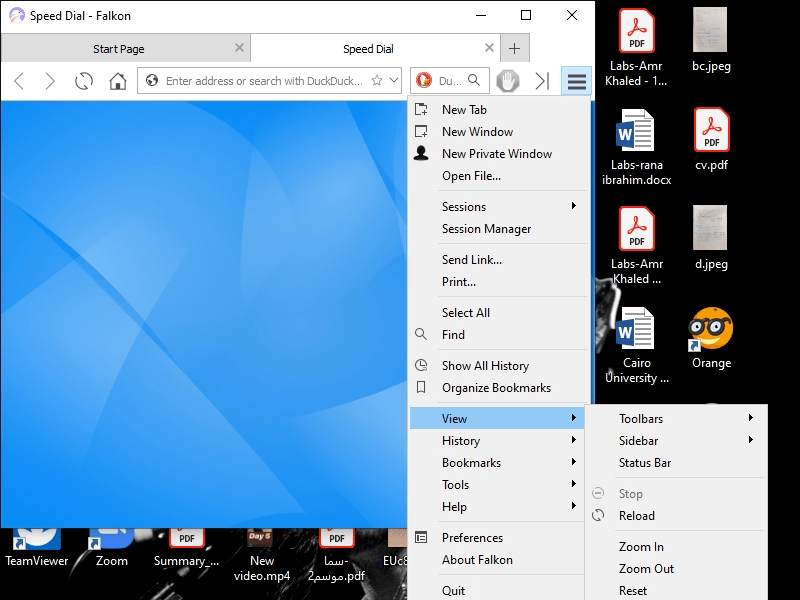 Speed Dial - Falkon
Start Page
Speed Dial
Enter address or search with DuckDuck...
Du...
New Tab
New Window
New Private Window
Open File...
Sessions
Session Manager
Send Link...
Print...
Select All
Find
Show All History
Organize Bookmarks
View
History
Bookmarks
Tools
Help
Preferences
About Falkon
Quit
Toolbars
Sidebar
Status Bar
Stop
Reload
Zoom In
Zoom Out
Reset
PDF
Labs-Amr
Khaled - 1...
bc.jpeg
W
Labs-rana
ibrahim.docx
PDF
cv.pdf
PDF
Labs-Amr
Khaled ...
d.jpeg
W
Cairo
University ...
Orange
TeamViewer
Zoom
PDF
Summary_...
Day 5
New
video.mp4
PDF
سما-
موسم2.pdf
EUc8